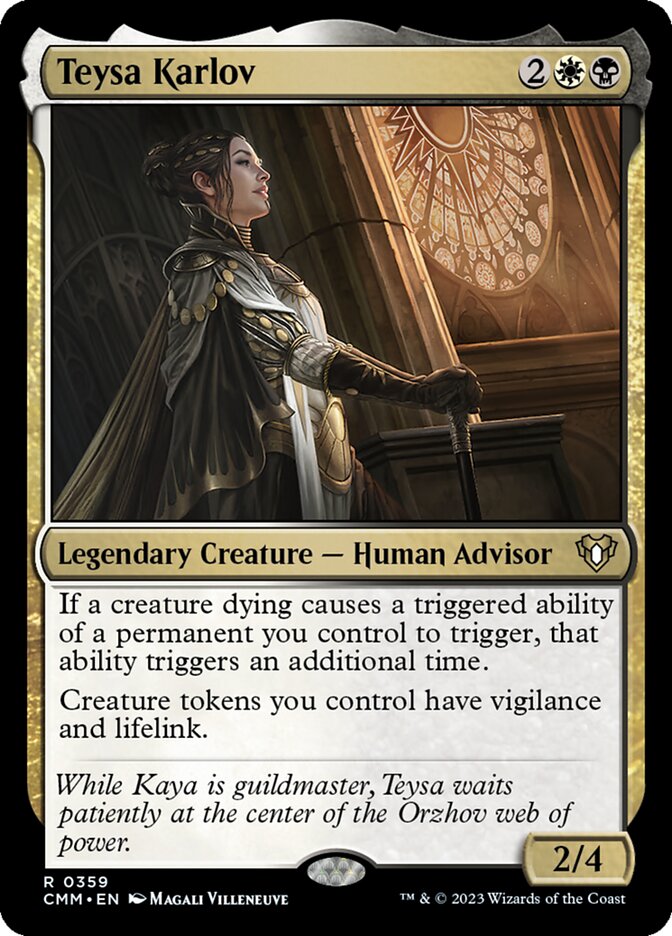 Teysa Karlov 2
Legendary Creature — Human Advisor
If a creature dying causes a triggered ability
of a permanent you control to trigger, that
ability triggers an additional time.
Creature tokens you control have vigilance
and lifelink.
While Kaya is guildmaster, Teysa waits
patiently at the center of the Orzhov web of
power.
2/4
R 0359
CMM • EN Magali Villeneuve ™ & © 2023 Wizards of the Coast